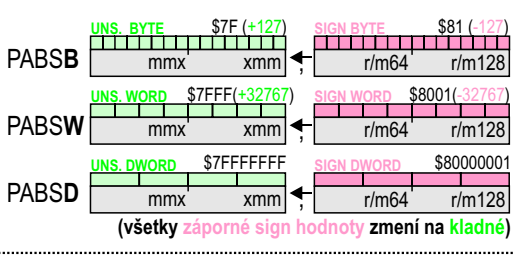 UNS. BYTE $7F (+127) SIGN BYTE $81 (-127)
PABSB mmx xmm , r/m64 r/m128
UNS. WORD $7FFF(+32767) SIGN WORD $8001(-32767)
PABSW mmx xmm , r/m64 r/m128
UNS. DWORD $7FFFFFFF SIGN DWORD $80000001
PABSD mmx xmm , r/m64 r/m128
(všetky záporné sign hodnoty zmení na kladné)